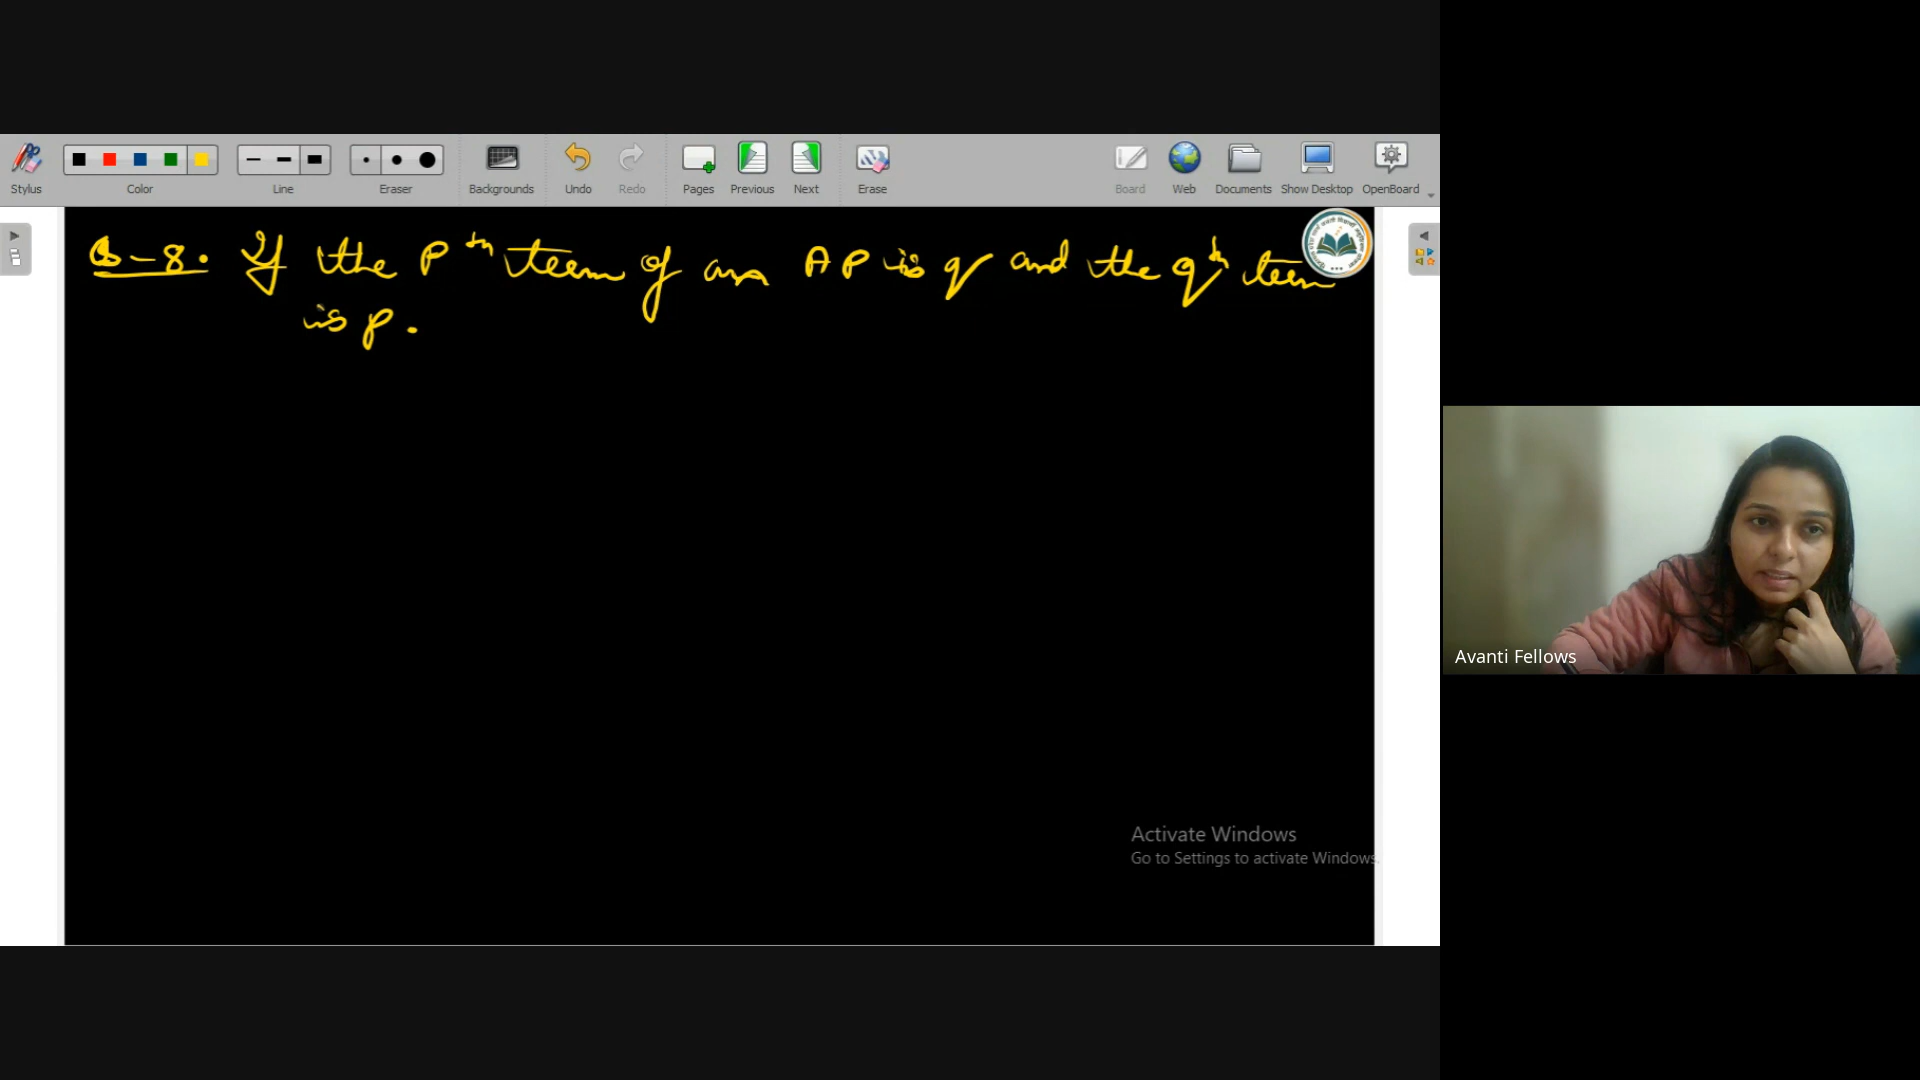 Stylus Color Line Eraser Backgrounds Undo Redo Pages Previous Next Erase Board Web Documents Show Desktop OpenBoard
Q-8. If the pth term of an AP is q and the qth term
is p.
Avanti Fellows
Activate Windows
Go to Settings to activate Windows.